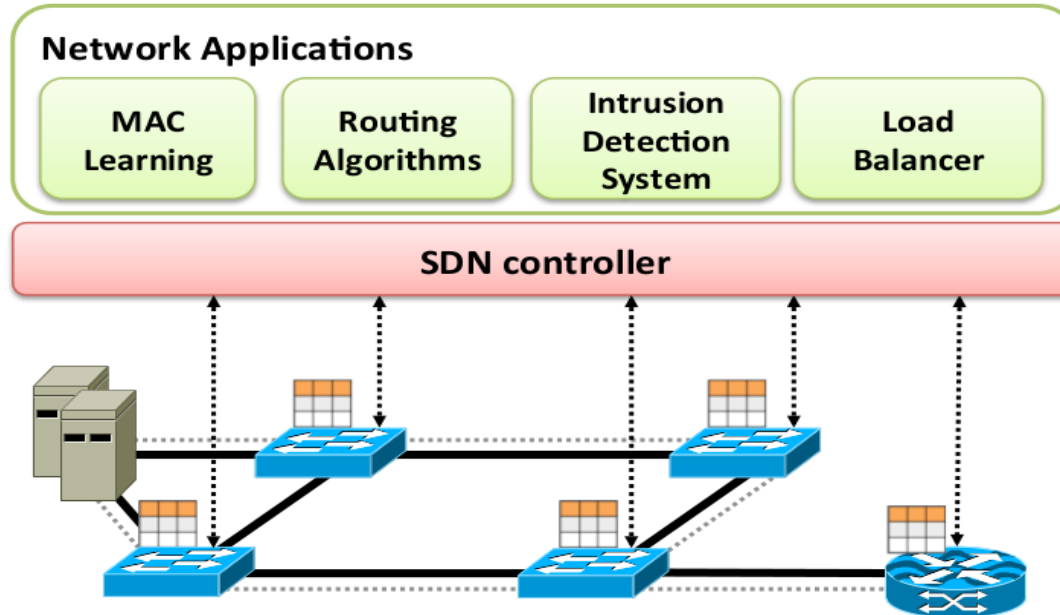 Network Applications
MAC
Learning
Routing
Algorithms
Intrusion
Detection
System
Load
Balancer
SDN controller